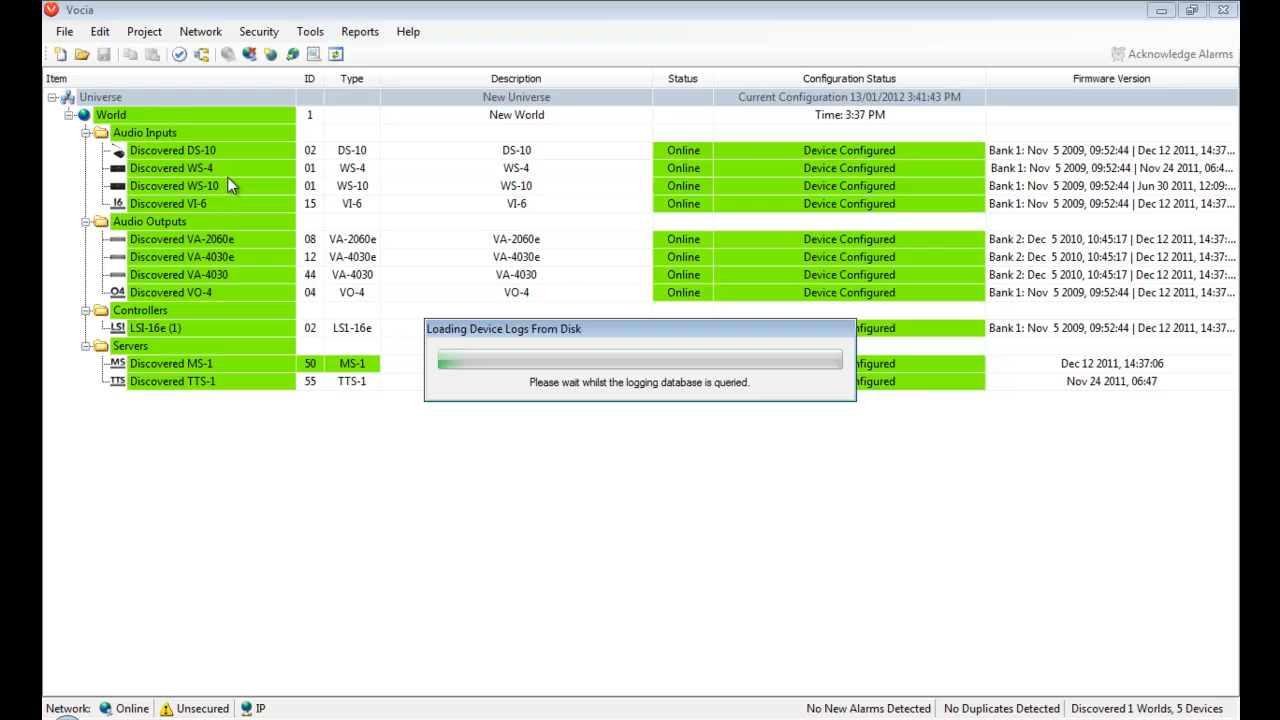 Vocia
File Edit Project Network Security Tools Reports Help
Acknowledge Alarms
Item ID Type Description Status Configuration Status Firmware Version
Universe New Universe Current Configuration 13/01/2012 3:41:43 PM
World 1 New World Time: 3:37 PM
Audio Inputs
Discovered DS-10 02 DS-10 DS-10 Online Device Configured Bank 1: Nov 5 2009, 09:52:44 | Dec 12 2011, 14:37...
Discovered WS-4 01 WS-4 WS-4 Online Device Configured Bank 1: Nov 5 2009, 09:52:44 | Nov 24 2011, 06:4...
Discovered WS-10 01 WS-10 WS-10 Online Device Configured Bank 1: Nov 5 2009, 09:52:44 | Jun 30 2011, 12:09:...
I6 Discovered VI-6 15 VI-6 VI-6 Online Device Configured Bank 1: Nov 5 2009, 09:52:44 | Dec 12 2011, 14:37...
Audio Outputs
Discovered VA-2060e 08 VA-2060e VA-2060e Online Device Configured Bank 2: Dec 5 2010, 10:45:17 | Dec 12 2011, 14:37:...
Discovered VA-4030e 12 VA-4030e VA-4030e Online Device Configured Bank 2: Dec 5 2010, 10:45:17 | Dec 12 2011, 14:37:...
Discovered VA-4030 44 VA-4030 VA-4030 Online Device Configured Bank 2: Dec 5 2010, 10:45:17 | Dec 12 2011, 14:37:...
O4 Discovered VO-4 04 VO-4 VO-4 Online Device Configured Bank 1: Nov 5 2009, 09:52:44 | Dec 12 2011, 14:37...
Controllers
LSI LSI-16e (1) 02 LS1-16e nfigured Bank 1: Nov 5 2009, 09:52:44 | Dec 12 2011, 14:37...
Servers
MS Discovered MS-1 50 MS-1 nfigured Dec 12 2011, 14:37:06
TTS Discovered TTS-1 55 TTS-1 nfigured Nov 24 2011, 06:47
Loading Device Logs From Disk
Please wait whilst the logging database is queried.
Network: Online Unsecured IP No New Alarms Detected No Duplicates Detected Discovered 1 Worlds, 5 Devices